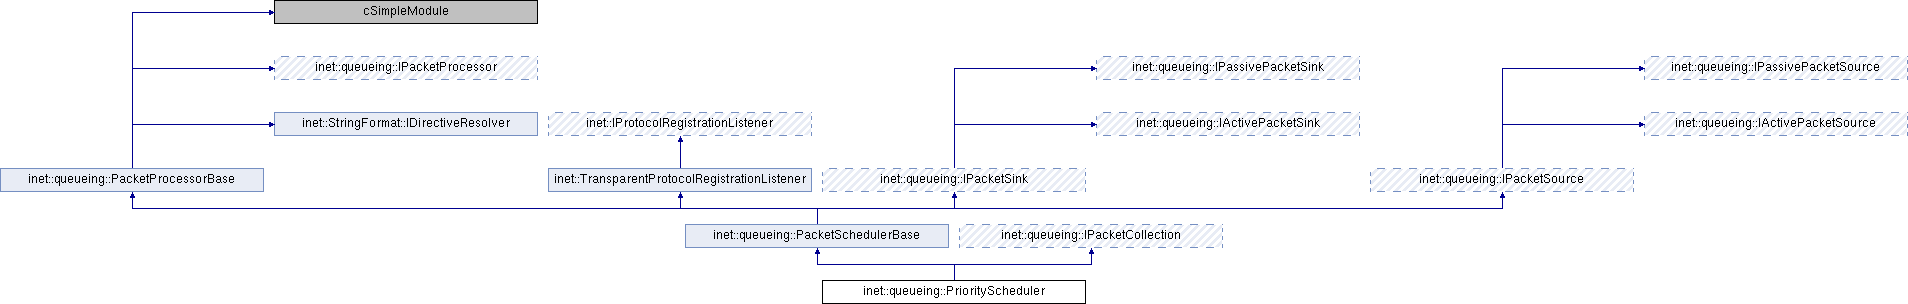 cSimpleModule
inet::queueing::IPacketProcessor
inet::queueing::IPassivePacketSink
inet::queueing::IPassivePacketSource
inet::StringFormat::IDirectiveResolver
inet::IProtocolRegistrationListener
inet::queueing::IActivePacketSink
inet::queueing::IActivePacketSource
inet::queueing::PacketProcessorBase
inet::TransparentProtocolRegistrationListener
inet::queueing::IPacketSink
inet::queueing::IPacketSource
inet::queueing::PacketSchedulerBase
inet::queueing::IPacketCollection
inet::queueing::PriorityScheduler